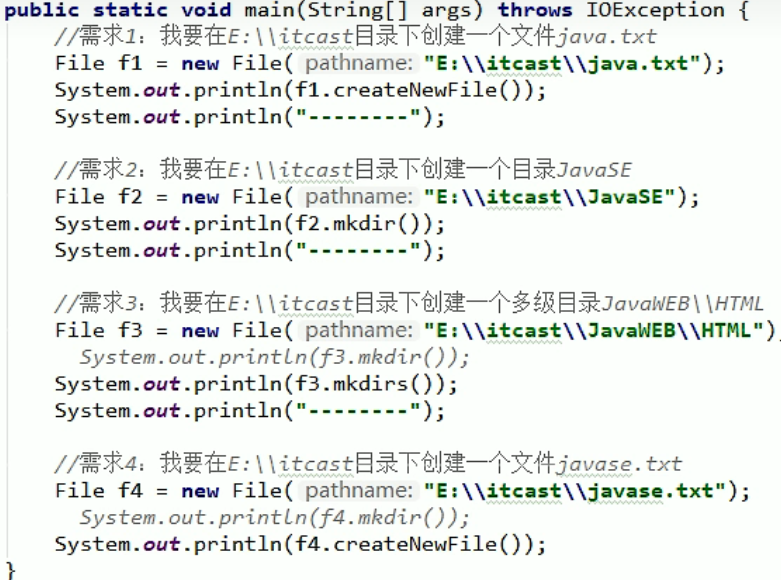 public static void main(String[] args) throws IOException {
//需求1：我要在E:\\itcast目录下创建一个文件java.txt
File f1 = new File( pathname: "E:\\itcast\\java.txt");
System.out.println(f1.createNewFile());
System.out.println("--------");
//需求2：我要在E:\\itcast目录下创建一个目录JavaSE
File f2 = new File( pathname: "E:\\itcast\\JavaSE");
System.out.println(f2.mkdir());
System.out.println("--------");
//需求3：我要在E:\\itcast目录下创建一个多级目录JavaWEB\\HTML
File f3 = new File( pathname: "E:\\itcast\\JavaWEB\\HTML")
System.out.println(f3.mkdir());
System.out.println(f3.mkdirs());
System.out.println("--------");
//需求4：我要在E:\\itcast目录下创建一个文件javase.txt
File f4 = new File( pathname: "E:\\itcast\\javase.txt");
System.out.println(f4.mkdir());
System.out.println(f4.createNewFile());
}